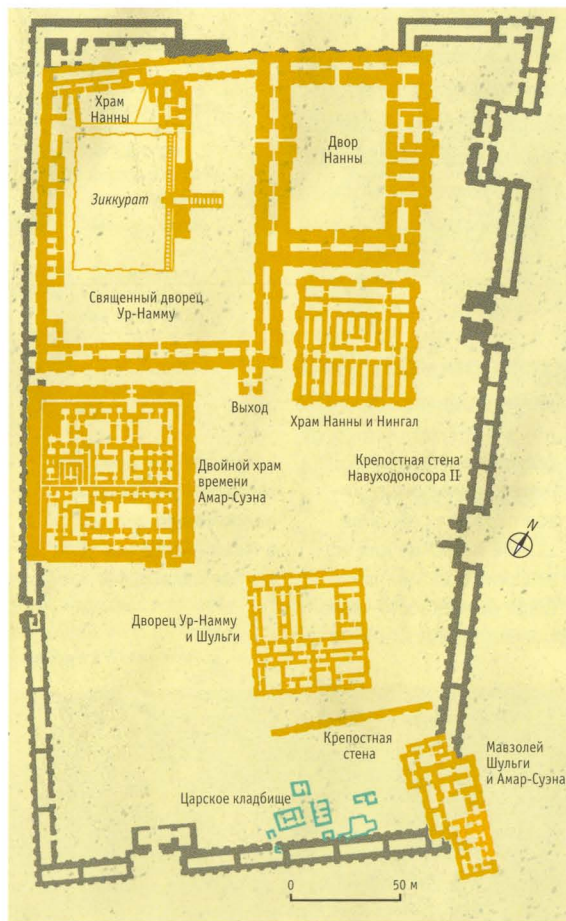 Храм
Нанны
Двор
Нанны
Зиккурат
Священный дворец
Ур-Намму
Выход
Храм Нанны и Нингал
Двойной храм
времени
Амар-Суэна
Крепостная стена
Навуходоносора II
N
Дворец Ур-Намму
и Шульги
Крепостная
стена
Мавзолей
Шульги
и Амар-Суэна
Царское кладбище
0 50 м